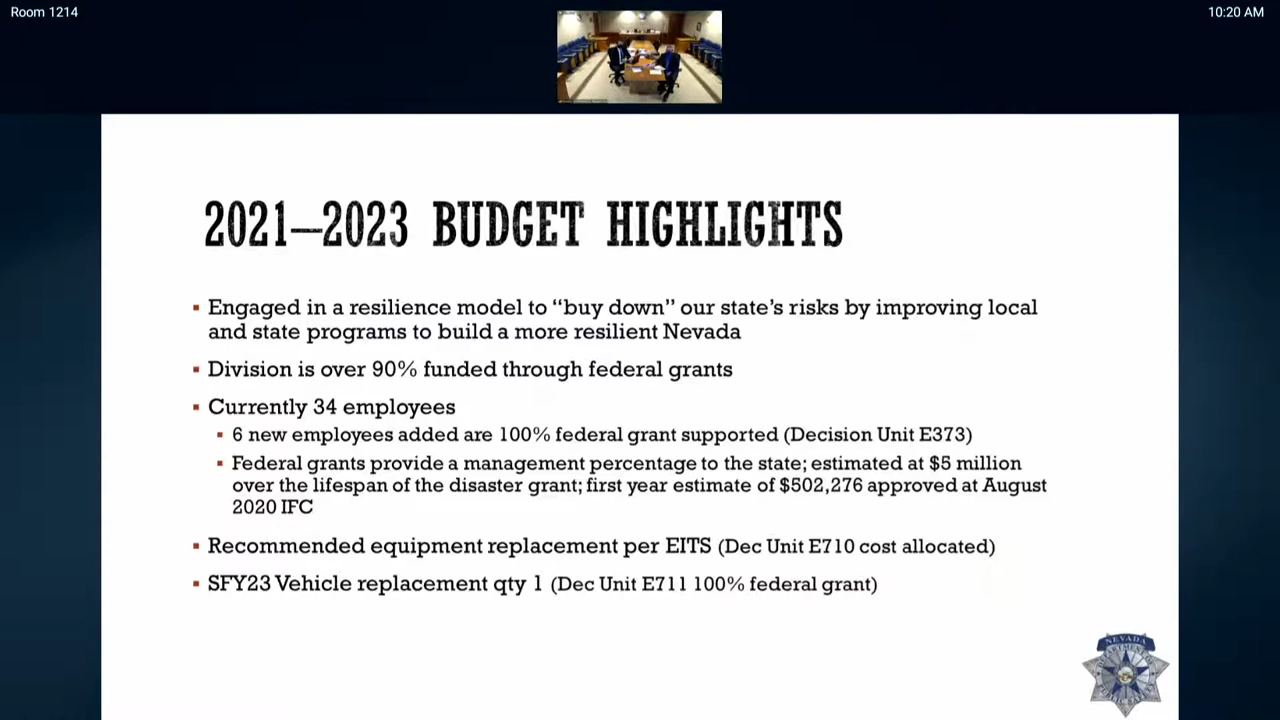 Room 1214
10:20 AM
2021–2023 BUDGET HIGHLIGHTS
▪ Engaged in a resilience model to “buy down” our state’s risks by improving local
and state programs to build a more resilient Nevada
▪ Division is over 90% funded through federal grants
▪ Currently 34 employees
▪ 6 new employees added are 100% federal grant supported (Decision Unit E373)
▪ Federal grants provide a management percentage to the state; estimated at $5 million
over the lifespan of the disaster grant; first year estimate of $502,276 approved at August
2020 IFC
▪ Recommended equipment replacement per EITS (Dec Unit E710 cost allocated)
▪ SFY23 Vehicle replacement qty 1 (Dec Unit E711 100% federal grant)
NEVADA
DEPARTMENT OF
PUBLIC SAFETY